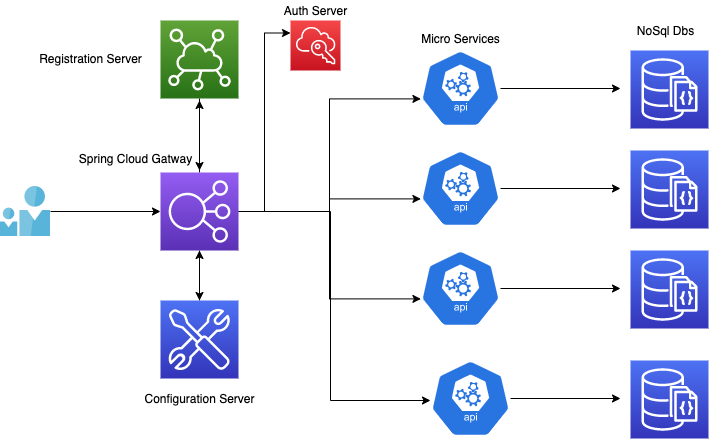 Auth Server
NoSql Dbs
Micro Services
Registration Server
api
Spring Cloud Gatway
api
api
Configuration Server
api